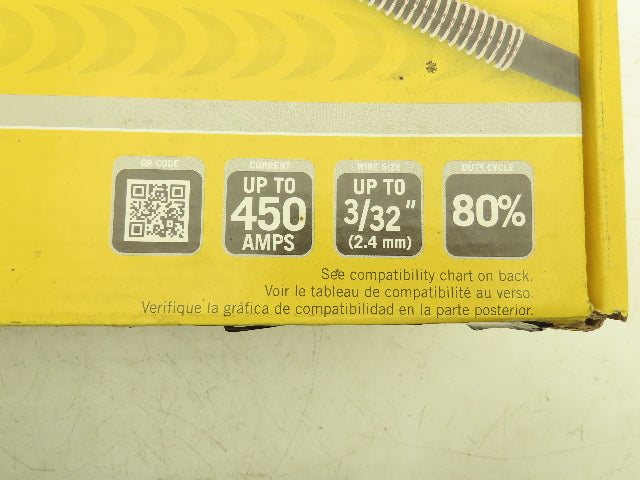 QR CODE
CURRENT
UP TO
450
AMPS
WIRE SIZE
UP TO
3/32"
(2.4 mm)
DUTY CYCLE
80%
See compatibility chart on back.
Voir le tableau de compatibilité au verso.
Verifique la gráfica de compatibilidad en la parte posterior.